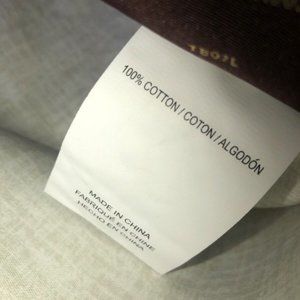 100% COTTON / COTON / ALGODÓN
MADE IN CHINA
FABRIQUÉ EN CHINE
HECHO EN CHINA